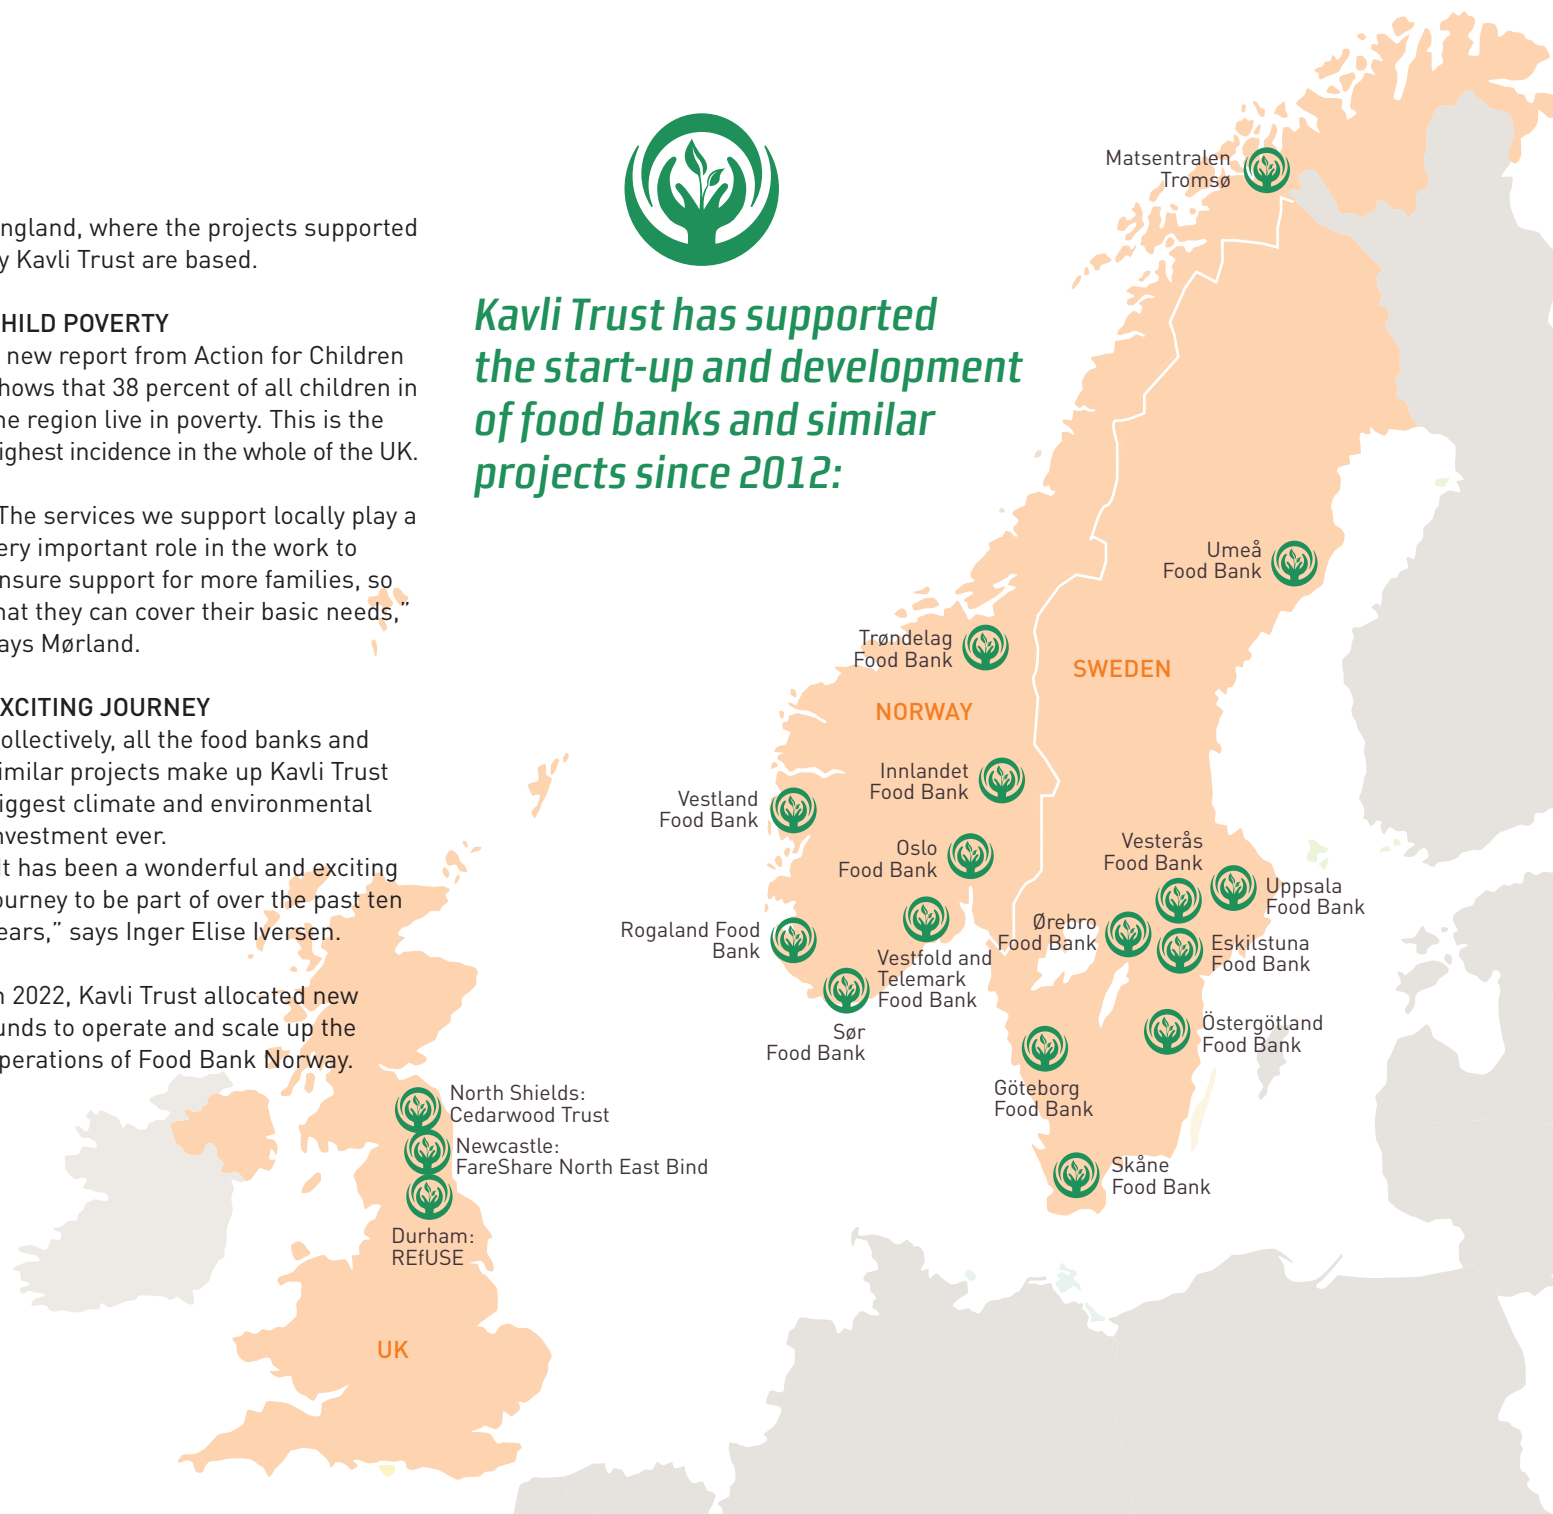 ngland, where the projects supported
y Kavli Trust are based.
HILD POVERTY
new report from Action for Children
hows that 38 percent of all children in
he region live in poverty. This is the
ighest incidence in the whole of the UK.
The services we support locally play a
ery important role in the work to
nsure support for more families, so
hat they can cover their basic needs,”
ays Mørland.
XCITING JOURNEY
ollectively, all the food banks and
imilar projects make up Kavli Trust
iggest climate and environmental
nvestment ever.
It has been a wonderful and exciting
ourney to be part of over the past ten
ears,” says Inger Elise Iversen.
n 2022, Kavli Trust allocated new
unds to operate and scale up the
perations of Food Bank Norway.
Kavli Trust has supported
the start-up and development
of food banks and similar
projects since 2012:
Matsentralen
Tromsø
Umeå
Food Bank
Trøndelag
Food Bank
SWEDEN
NORWAY
Innlandet
Food Bank
Vestland
Food Bank
Oslo
Food Bank
Vesterås
Food Bank
Uppsala
Food Bank
Rogaland Food
Bank
Ørebro
Food Bank
Eskilstuna
Food Bank
Vestfold and
Telemark
Food Bank
Sør
Food Bank
Östergötland
Food Bank
Göteborg
Food Bank
Skåne
Food Bank
North Shields:
Cedarwood Trust
Newcastle:
FareShare North East Bind
Durham:
REfUSE
UK